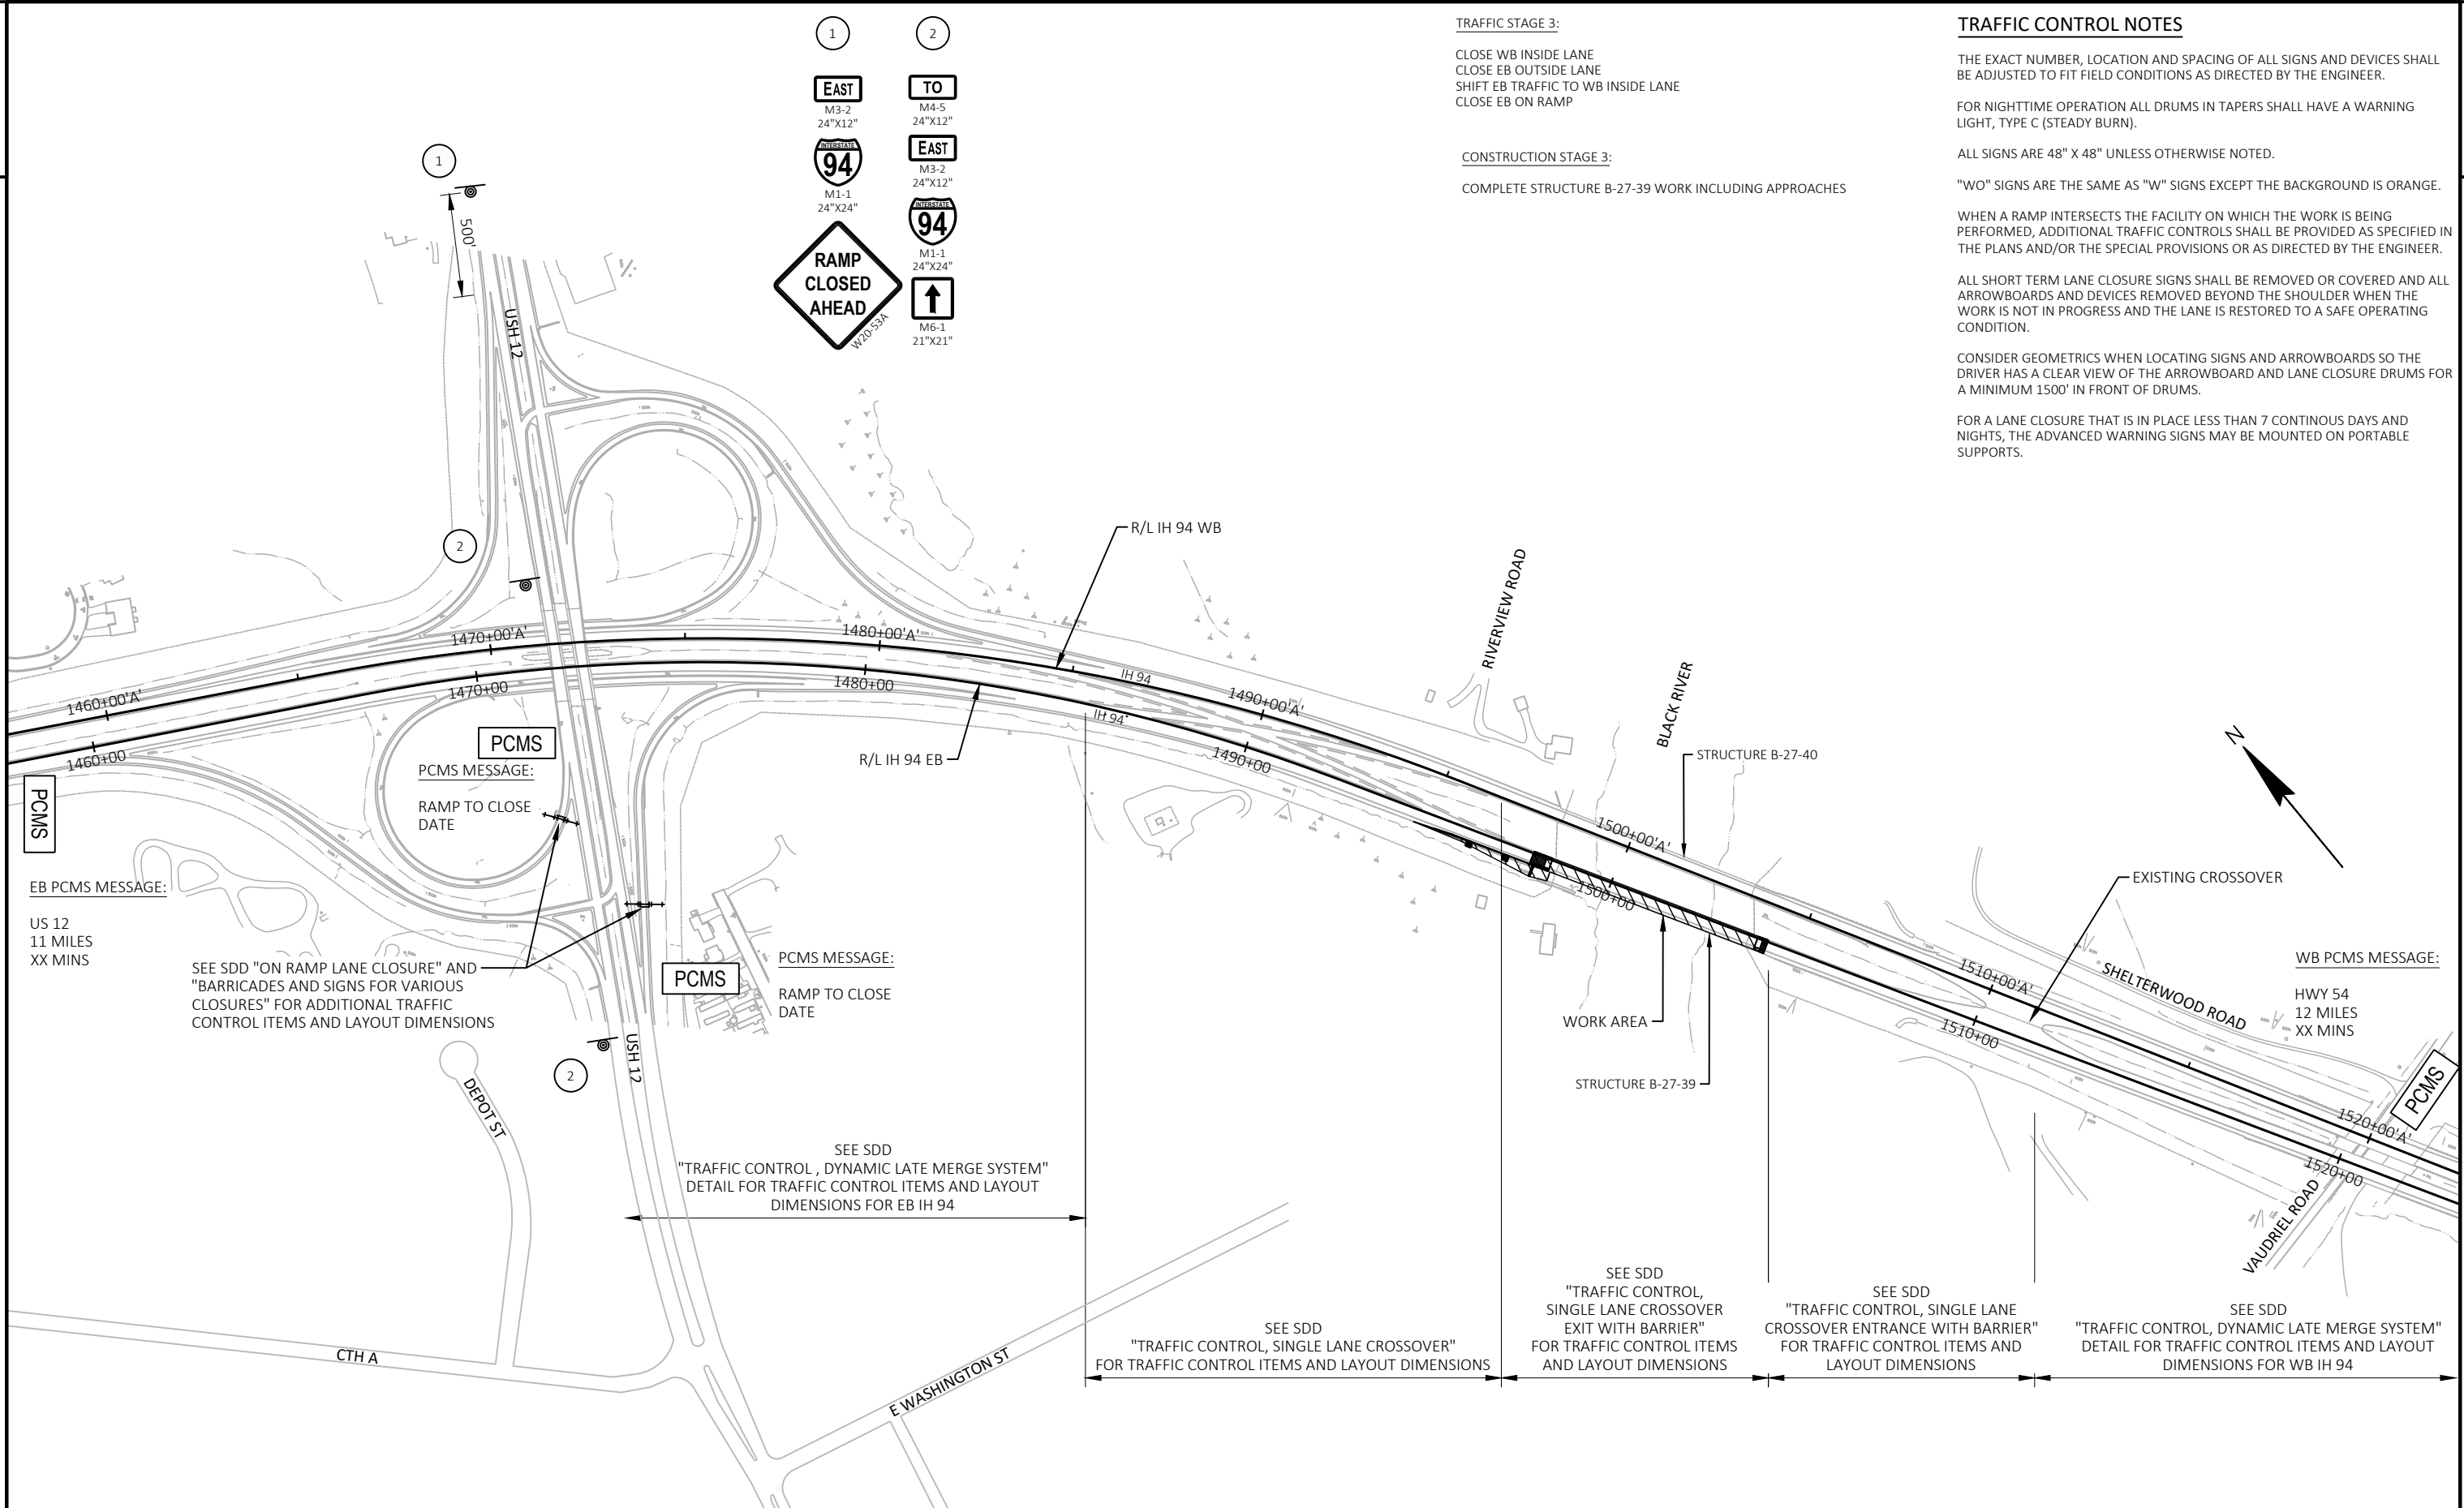 1
2
EAST
M3-2
24"X12"
INTERSTATE
94
M1-1
24"X24"
RAMP
CLOSED
AHEAD
W20-53A
TO
M4-5
24"X12"
EAST
M3-2
24"X12"
INTERSTATE
94
M1-1
24"X24"
M6-1
21"X21"
TRAFFIC STAGE 3:
CLOSE WB INSIDE LANE
CLOSE EB OUTSIDE LANE
SHIFT EB TRAFFIC TO WB INSIDE LANE
CLOSE EB ON RAMP
CONSTRUCTION STAGE 3:
COMPLETE STRUCTURE B-27-39 WORK INCLUDING APPROACHES
TRAFFIC CONTROL NOTES
THE EXACT NUMBER, LOCATION AND SPACING OF ALL SIGNS AND DEVICES SHALL
BE ADJUSTED TO FIT FIELD CONDITIONS AS DIRECTED BY THE ENGINEER.
FOR NIGHTTIME OPERATION ALL DRUMS IN TAPERS SHALL HAVE A WARNING
LIGHT, TYPE C (STEADY BURN).
ALL SIGNS ARE 48" X 48" UNLESS OTHERWISE NOTED.
"WO" SIGNS ARE THE SAME AS "W" SIGNS EXCEPT THE BACKGROUND IS ORANGE.
WHEN A RAMP INTERSECTS THE FACILITY ON WHICH THE WORK IS BEING
PERFORMED, ADDITIONAL TRAFFIC CONTROLS SHALL BE PROVIDED AS SPECIFIED IN
THE PLANS AND/OR THE SPECIAL PROVISIONS OR AS DIRECTED BY THE ENGINEER.
ALL SHORT TERM LANE CLOSURE SIGNS SHALL BE REMOVED OR COVERED AND ALL
ARROWBOARDS AND DEVICES REMOVED BEYOND THE SHOULDER WHEN THE
WORK IS NOT IN PROGRESS AND THE LANE IS RESTORED TO A SAFE OPERATING
CONDITION.
CONSIDER GEOMETRICS WHEN LOCATING SIGNS AND ARROWBOARDS SO THE
DRIVER HAS A CLEAR VIEW OF THE ARROWBOARD AND LANE CLOSURE DRUMS FOR
A MINIMUM 1500' IN FRONT OF DRUMS.
FOR A LANE CLOSURE THAT IS IN PLACE LESS THAN 7 CONTINOUS DAYS AND
NIGHTS, THE ADVANCED WARNING SIGNS MAY BE MOUNTED ON PORTABLE
SUPPORTS.
1
500'
USH 12
2
R/L IH 94 WB
RIVERVIEW ROAD
BLACK RIVER
STRUCTURE B-27-40
N
1460+00'A'
1470+00'A'
1480+00'A'
IH 94
1490+00'A'
1500+00'A'
1510+00'A'
1520+00'A'
1460+00
1470+00
1480+00
IH 94
1490+00
1500+00
1510+00
1520+00
R/L IH 94 EB
PCMS
PCMS MESSAGE:
RAMP TO CLOSE
DATE
PCMS
EB PCMS MESSAGE:
US 12
11 MILES
XX MINS
SEE SDD "ON RAMP LANE CLOSURE" AND
"BARRICADES AND SIGNS FOR VARIOUS
CLOSURES" FOR ADDITIONAL TRAFFIC
CONTROL ITEMS AND LAYOUT DIMENSIONS
PCMS
PCMS MESSAGE:
RAMP TO CLOSE
DATE
EXISTING CROSSOVER
SHELTERWOOD ROAD
WB PCMS MESSAGE:
HWY 54
12 MILES
XX MINS
PCMS
WORK AREA
STRUCTURE B-27-39
VAUDRIEL ROAD
2
USH 12
DEPOT ST
CTH A
E WASHINGTON ST
SEE SDD
"TRAFFIC CONTROL , DYNAMIC LATE MERGE SYSTEM"
DETAIL FOR TRAFFIC CONTROL ITEMS AND LAYOUT
DIMENSIONS FOR EB IH 94
SEE SDD
"TRAFFIC CONTROL, SINGLE LANE CROSSOVER"
FOR TRAFFIC CONTROL ITEMS AND LAYOUT DIMENSIONS
SEE SDD
"TRAFFIC CONTROL,
SINGLE LANE CROSSOVER
EXIT WITH BARRIER"
FOR TRAFFIC CONTROL ITEMS
AND LAYOUT DIMENSIONS
SEE SDD
"TRAFFIC CONTROL, SINGLE LANE
CROSSOVER ENTRANCE WITH BARRIER"
FOR TRAFFIC CONTROL ITEMS AND
LAYOUT DIMENSIONS
SEE SDD
"TRAFFIC CONTROL, DYNAMIC LATE MERGE SYSTEM"
DETAIL FOR TRAFFIC CONTROL ITEMS AND LAYOUT
DIMENSIONS FOR WB IH 94